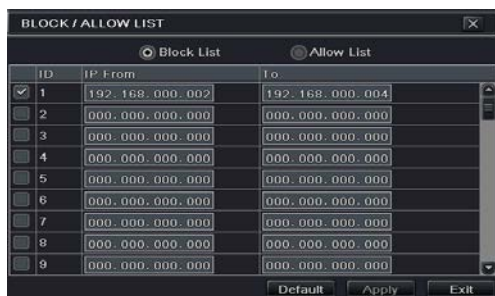 BLOCK / ALLOW LIST
Block List Allow List
ID IP From To
1 192. 168. 000. 002 192. 168. 000. 004
2 000. 000. 000. 000 000. 000. 000. 000
3 000. 000. 000. 000 000. 000. 000. 000
4 000. 000. 000. 000 000. 000. 000. 000
5 000. 000. 000. 000 000. 000. 000. 000
6 000. 000. 000. 000 000. 000. 000. 000
7 000. 000. 000. 000 000. 000. 000. 000
8 000. 000. 000. 000 000. 000. 000. 000
9 000. 000. 000. 000 000. 000. 000. 000
Default Apply Exit